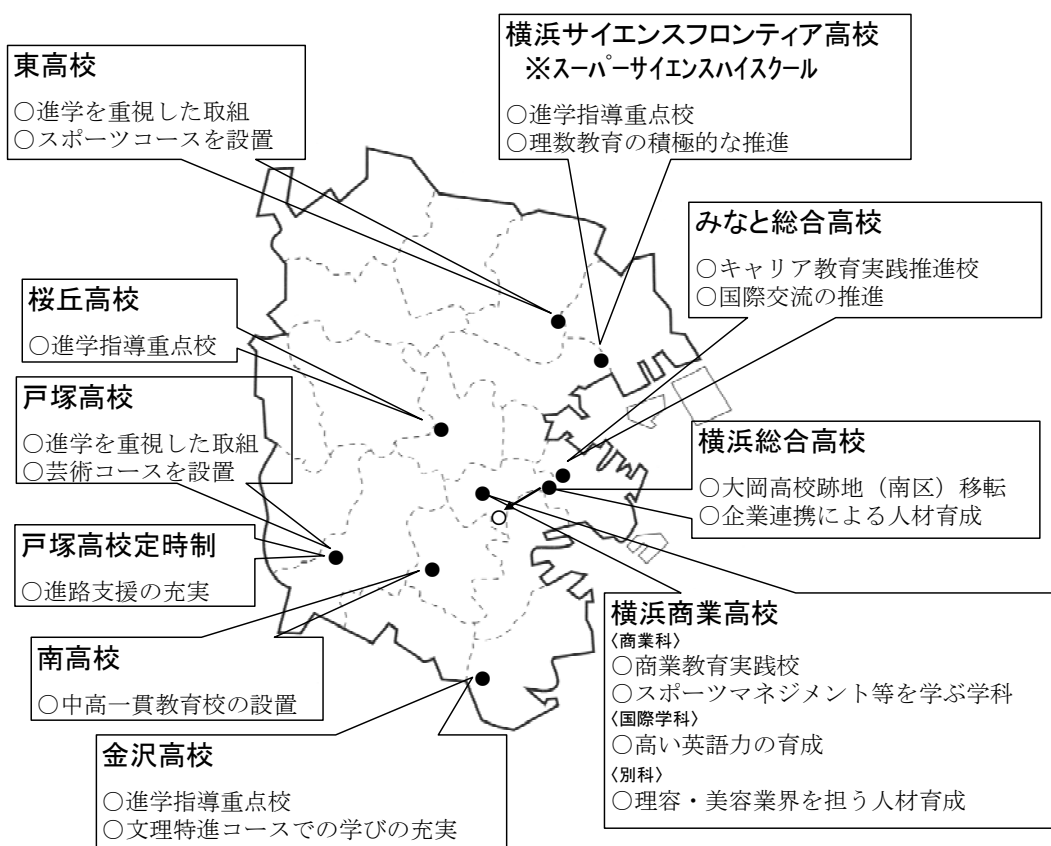 東高校
○進学を重視した取組
○スポーツコースを設置
横浜サイエンスフロンティア高校
※スーパーサイエンスハイスクール
○進学指導重点校
○理数教育の積極的な推進
みなと総合高校
○キャリア教育実践推進校
○国際交流の推進
桜丘高校
○進学指導重点校
戸塚高校
○進学を重視した取組
○芸術コースを設置
横浜総合高校
○大岡高校跡地（南区）移転
○企業連携による人材育成
戸塚高校定時制
○進路支援の充実
横浜商業高校
〈商業科〉
○商業教育実践校
○スポーツマネジメント等を学ぶ学科
〈国際学科〉
○高い英語力の育成
〈別科〉
○理容・美容業界を担う人材育成
南高校
○中高一貫教育校の設置
金沢高校
○進学指導重点校
○文理特進コースでの学びの充実